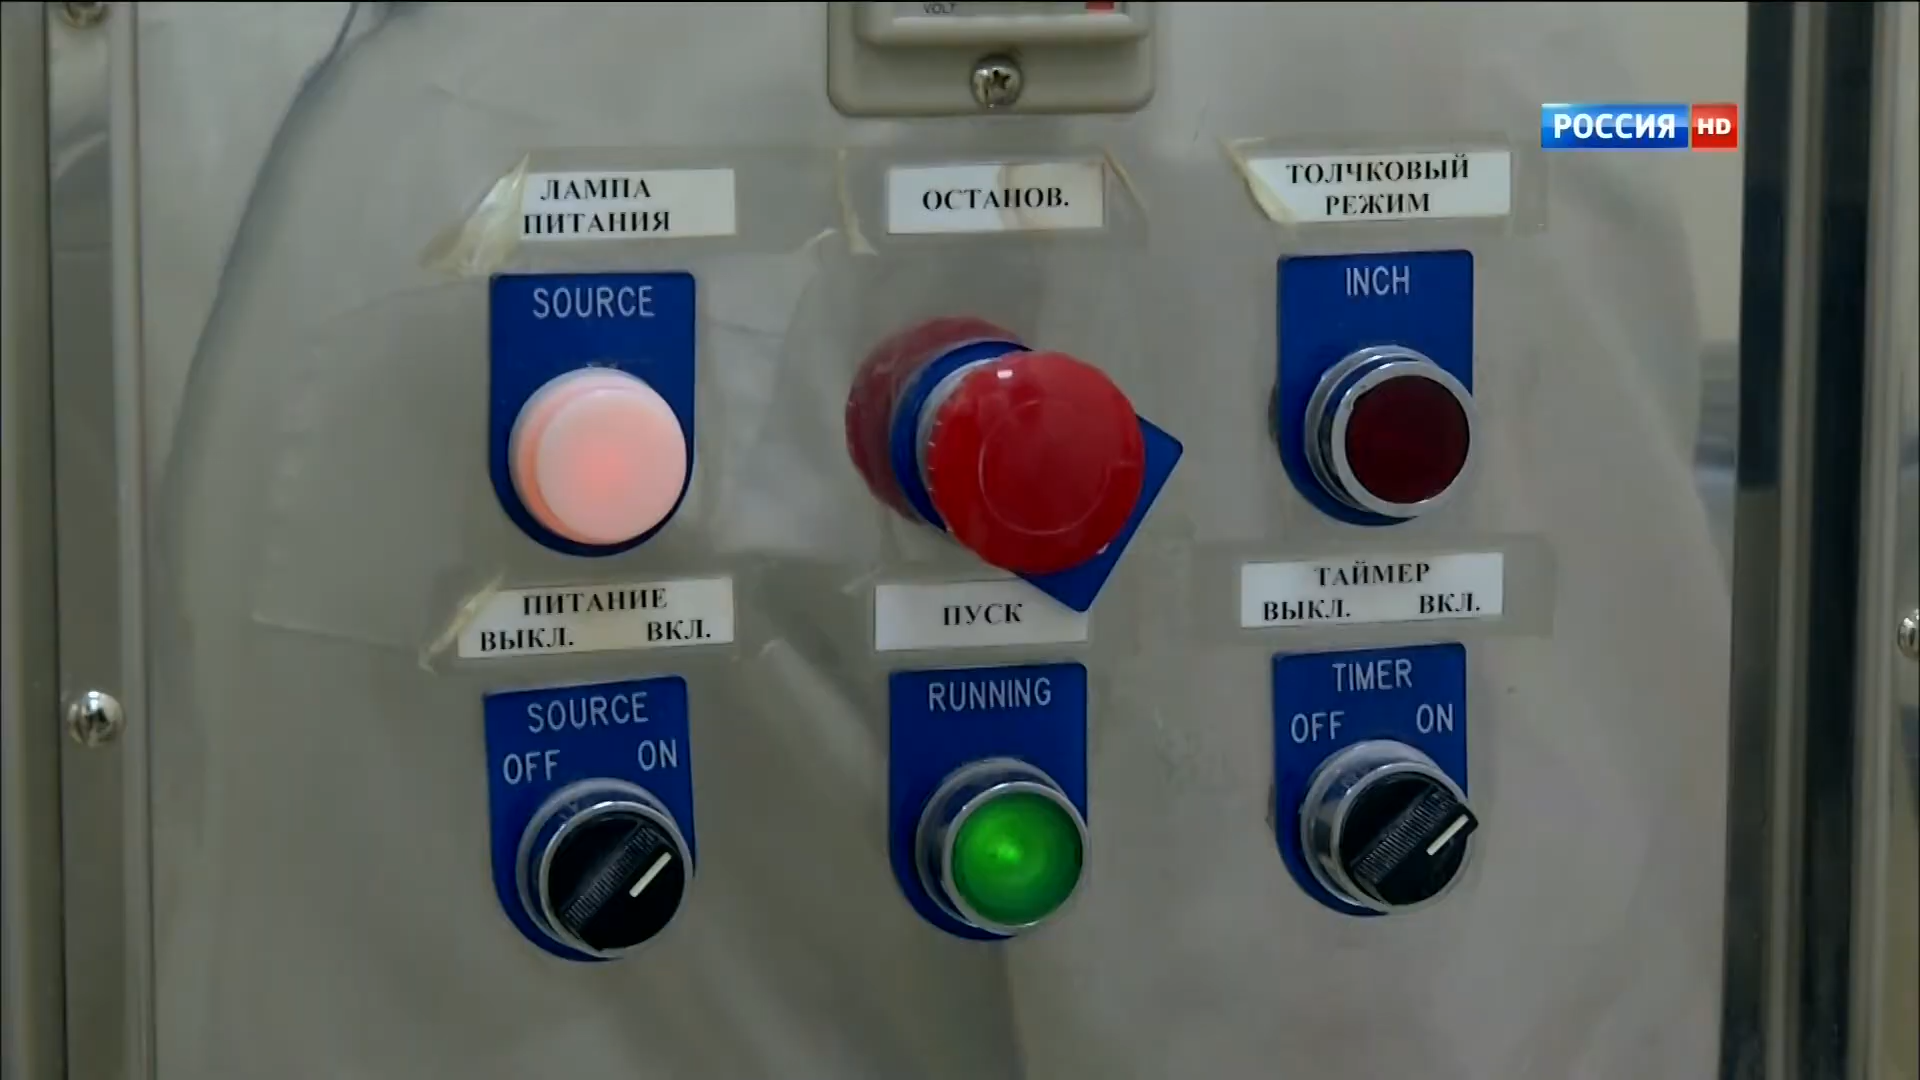 VOLT
РОССИЯ HD
ЛАМПА
ПИТАНИЯ
ОСТАНОВ.
ТОЛЧКОВЫЙ
РЕЖИМ
SOURCE
INCH
ПИТАНИЕ
ВЫКЛ. ВКЛ.
ПУСК
ТАЙМЕР
ВЫКЛ. ВКЛ.
SOURCE
OFF ON
RUNNING
TIMER
OFF ON